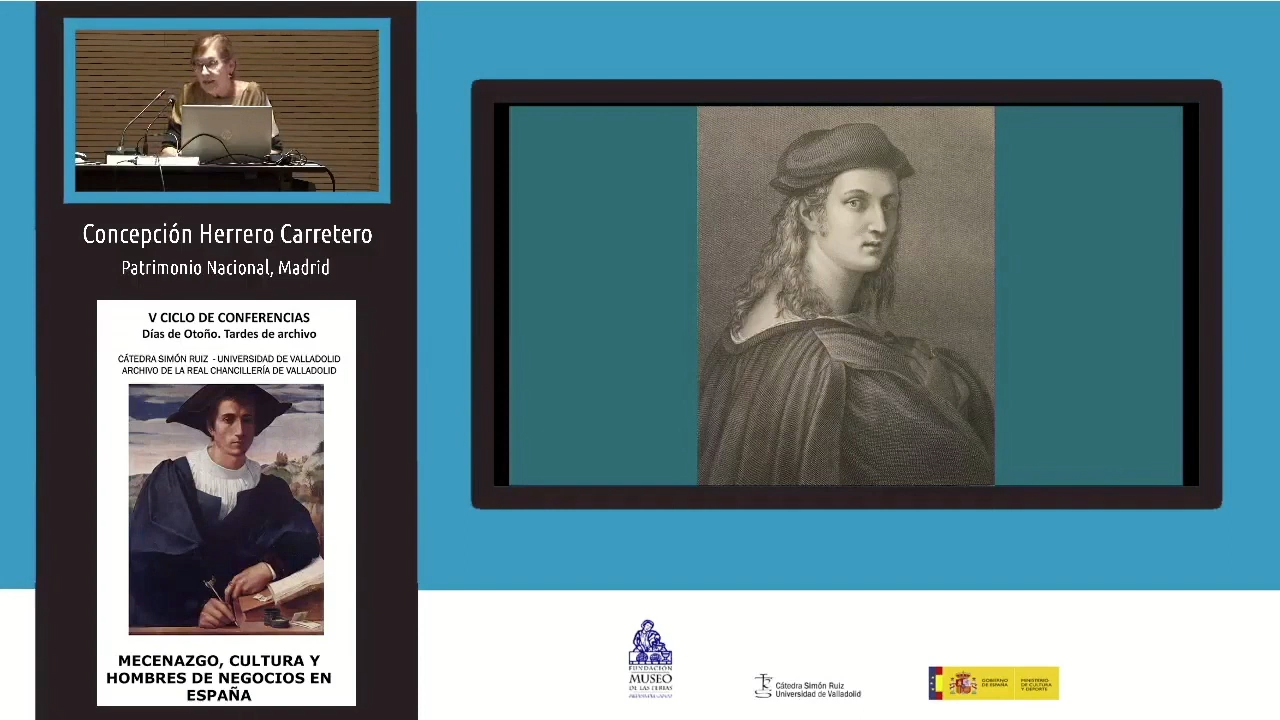 Concepción Herrero Carretero
Patrimonio Nacional, Madrid
V CICLO DE CONFERENCIAS
Días de Otoño. Tardes de archivo
CÁTEDRA SIMÓN RUIZ - UNIVERSIDAD DE VALLADOLID
ARCHIVO DE LA REAL CHANCILLERÍA DE VALLADOLID
MECENAZGO, CULTURA Y
HOMBRES DE NEGOCIOS EN
ESPAÑA
FUNDACIÓN
MUSEO
DE LAS FERIAS
Cátedra Simón Ruiz
Universidad de Valladolid
GOBIERNO
DE ESPAÑA
MINISTERIO
DE CULTURA
Y DEPORTE